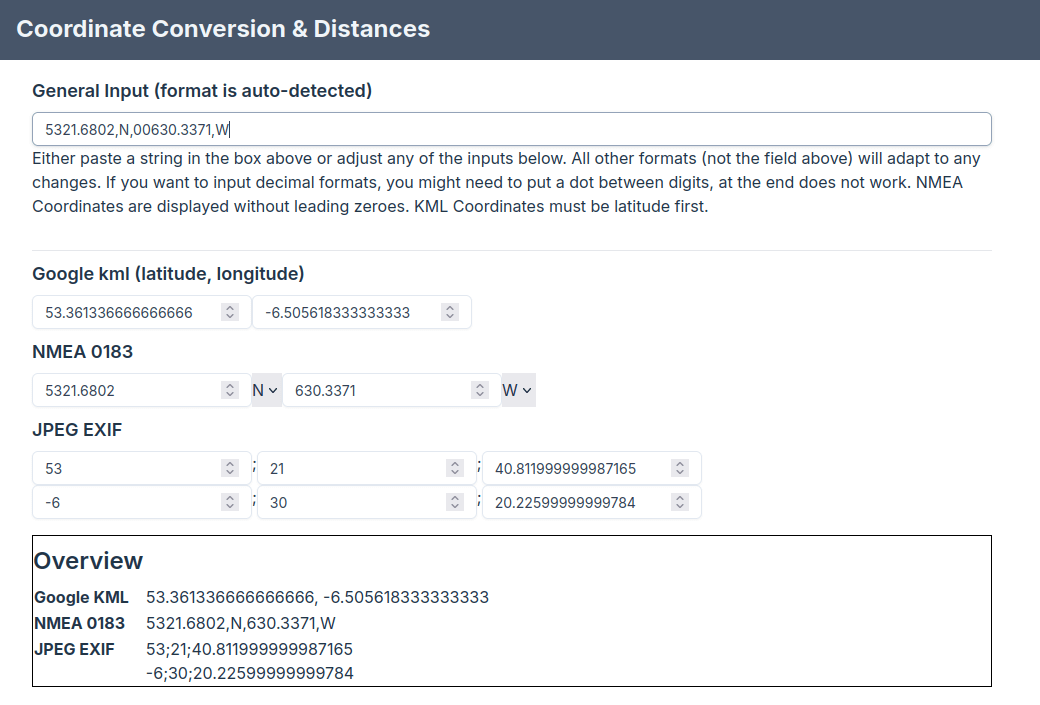 Coordinate Conversion & Distances
General Input (format is auto-detected)
5321.6802,N,00630.3371,W
Either paste a string in the box above or adjust any of the inputs below. All other formats (not the field above) will adapt to any
changes. If you want to input decimal formats, you might need to put a dot between digits, at the end does not work. NMEA
Coordinates are displayed without leading zeroes. KML Coordinates must be latitude first.
Google kml (latitude, longitude)
53.361336666666666 -6.505618333333333
NMEA 0183
5321.6802 N 630.3371 W
JPEG EXIF
53 ; 21 ; 40.811999999987165
-6 ; 30 ; 20.22599999999784
Overview
Google KML 53.361336666666666, -6.505618333333333
NMEA 0183 5321.6802,N,630.3371,W
JPEG EXIF 53;21;40.811999999987165
-6;30;20.22599999999784